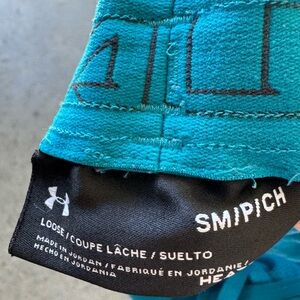 SM/P/CH
LOOSE / COUPE LÂCHE / SUELTO
MADE IN JORDAN / FABRIQUÉ EN JORDANIE /
HECHO EN JORDANIA